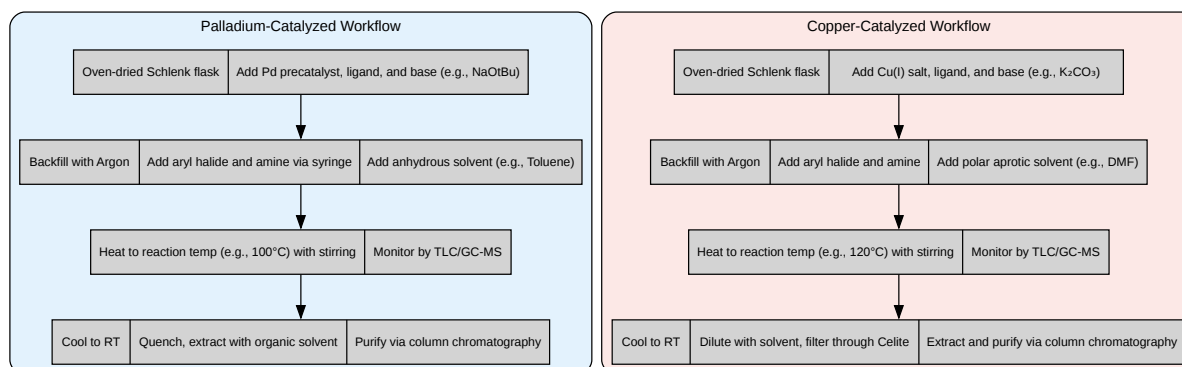 Palladium-Catalyzed Workflow
Oven-dried Schlenk flask
Add Pd precatalyst, ligand, and base (e.g., NaOtBu)
Backfill with Argon
Add aryl halide and amine via syringe
Add anhydrous solvent (e.g., Toluene)
Heat to reaction temp (e.g., 100°C) with stirring
Monitor by TLC/GC-MS
Cool to RT
Quench, extract with organic solvent
Purify via column chromatography
Copper-Catalyzed Workflow
Oven-dried Schlenk flask
Add Cu(I) salt, ligand, and base (e.g., K₂CO₃)
Backfill with Argon
Add aryl halide and amine
Add polar aprotic solvent (e.g., DMF)
Heat to reaction temp (e.g., 120°C) with stirring
Monitor by TLC/GC-MS
Cool to RT
Dilute with solvent, filter through Celite
Extract and purify via column chromatography